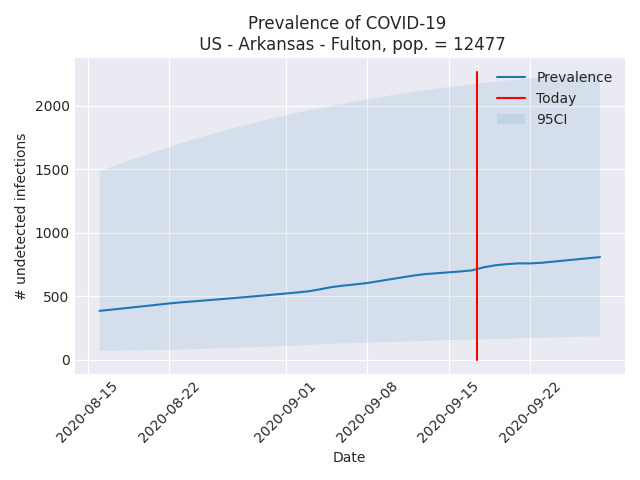 Prevalence of COVID-19
US - Arkansas - Fulton, pop. = 12477
Prevalence
Today
95CI
# undetected infections
2000
1500
1000
500
0
2020-08-15
2020-08-22
2020-09-01
2020-09-08
2020-09-15
2020-09-22
Date